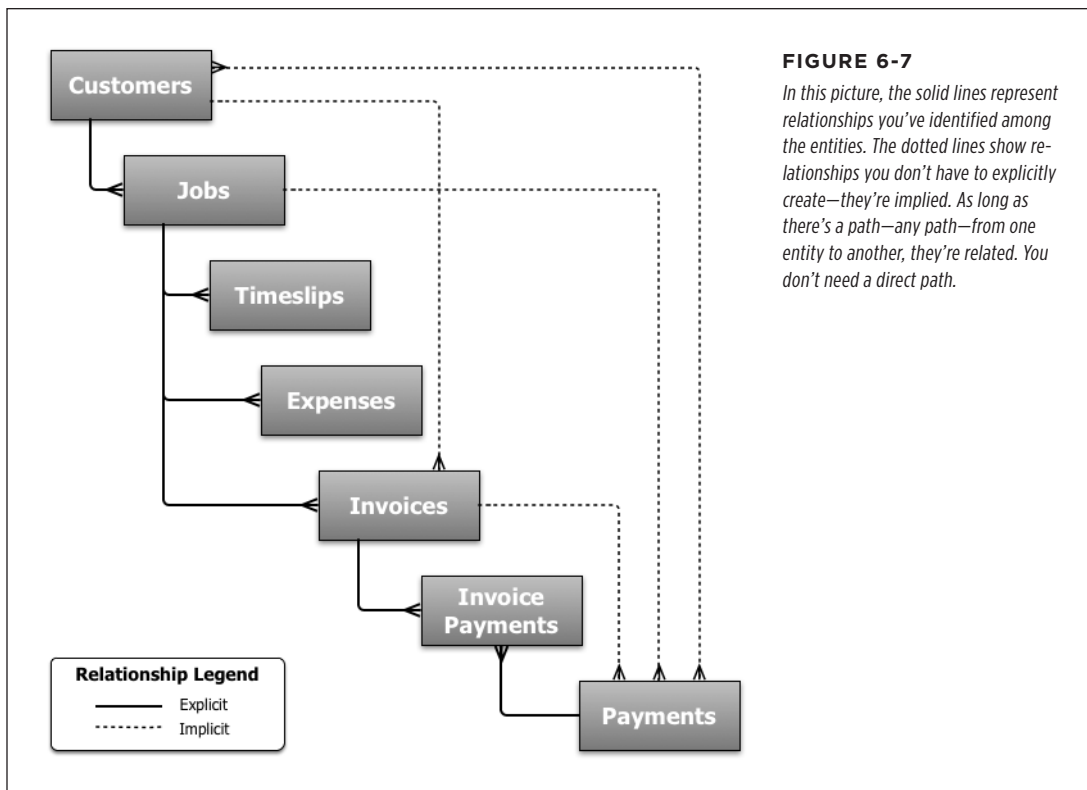 Customers
Jobs
Timeslips
Expenses
Invoices
Invoice
Payments
Payments
Relationship Legend
Explicit
Implicit
FIGURE 6-7
In this picture, the solid lines represent
relationships you’ve identified among
the entities. The dotted lines show re-
lationships you don’t have to explicitly
create—they’re implied. As long as
there’s a path—any path—from one
entity to another, they’re related. You
don’t need a direct path.